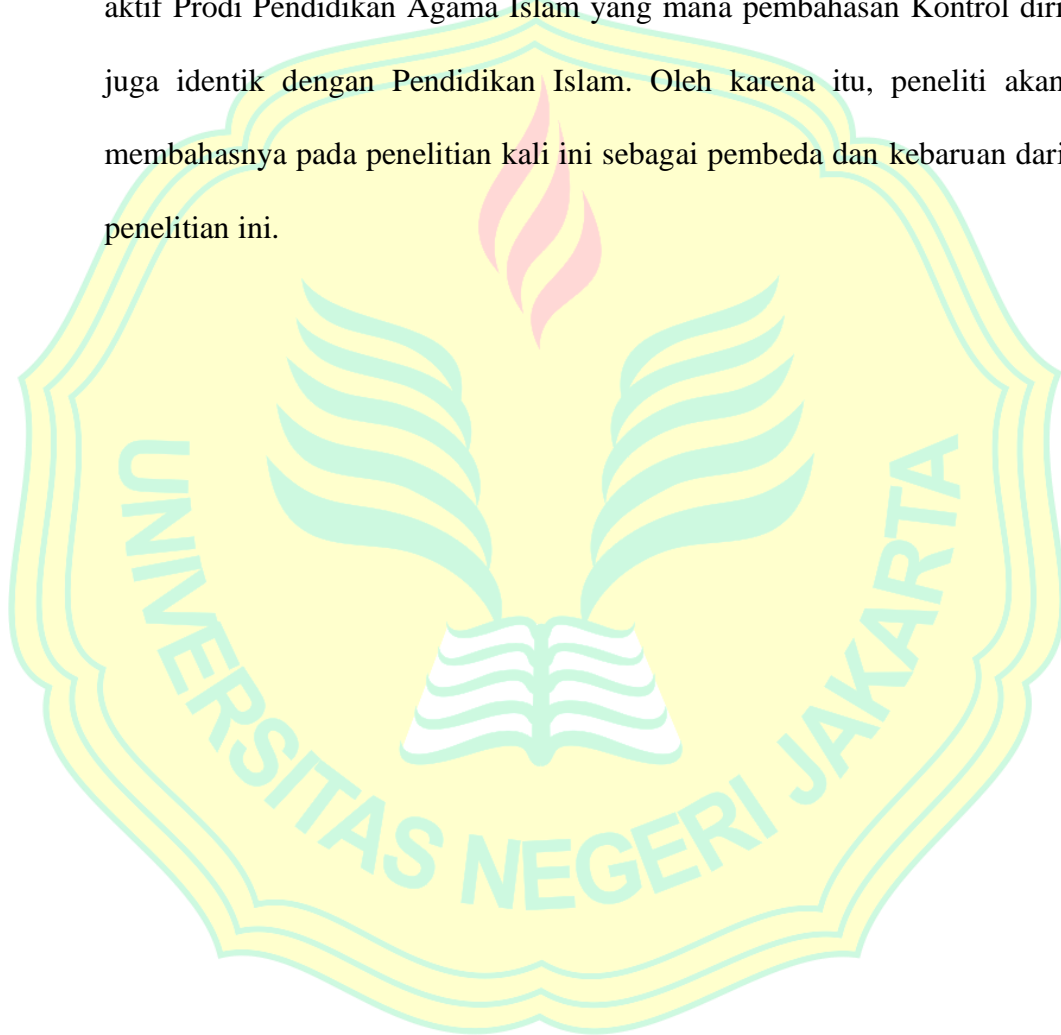 aktif Prodi Pendidikan Agama Islam yang mana pembahasan Kontrol diri
juga identik dengan Pendidikan Islam. Oleh karena itu, peneliti akan
membahasnya pada penelitian kali ini sebagai pembeda dan kebaruan dari
penelitian ini.
UNIVERSITAS NEGERI JAKARTA